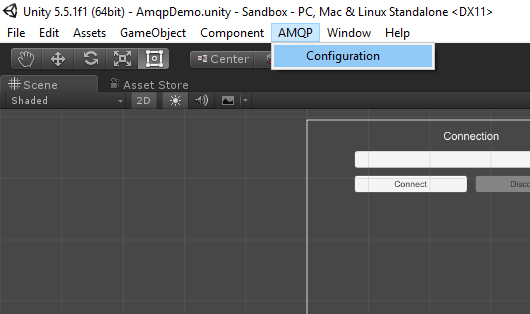 Unity 5.5.1f1 (64bit) - AmqpDemo.unity - Sandbox - PC, Mac & Linux Standalone <DX11>
File Edit Assets GameObject Component AMQP Window Help
Configuration
Center
Scene Asset Store
Shaded 2D
Connection
Connect Disco